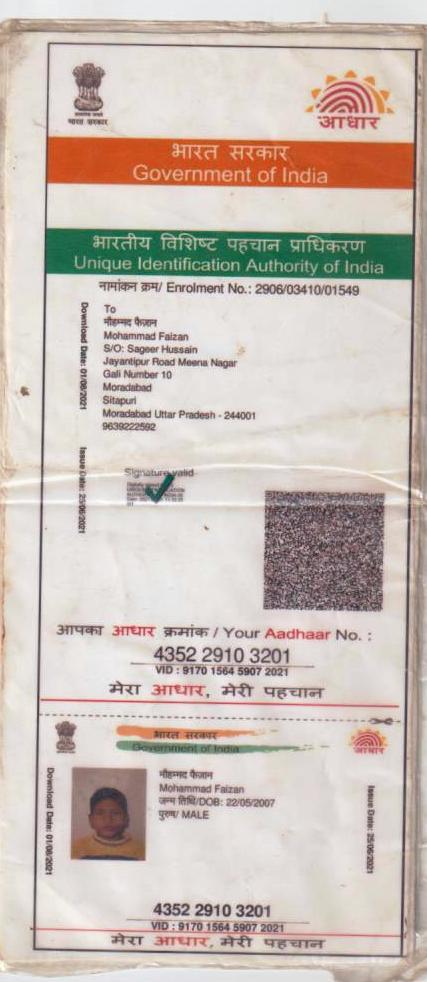 सत्यमेव जयते
भारत सरकार
आधार
भारत सरकार
Government of India
भारतीय विशिष्ट पहचान प्राधिकरण
Unique Identification Authority of India
नामांकन क्रम/ Enrolment No.: 2906/03410/01549
Download Date: 01/08/2021
To
मौहम्मद फैज़ान
Mohammad Faizan
S/O: Sageer Hussain
Jayantipur Road Meena Nagar
Gali Number 10
Moradabad
Sitapuri
Moradabad Uttar Pradesh - 244001
9639222592
Issue Date: 25/06/2021
Signature valid
आपका आधार क्रमांक / Your Aadhaar No. :
4352 2910 3201
VID : 9170 1564 5907 2021
मेरा आधार, मेरी पहचान
भारत सरकार
Government of India
आधार
Download Date: 01/08/2021
मौहम्मद फैज़ान
Mohammad Faizan
जन्म तिथि/DOB: 22/05/2007
पुरुष/ MALE
Issue Date: 25/06/2021
4352 2910 3201
VID : 9170 1564 5907 2021
मेरा आधार, मेरी पहचान